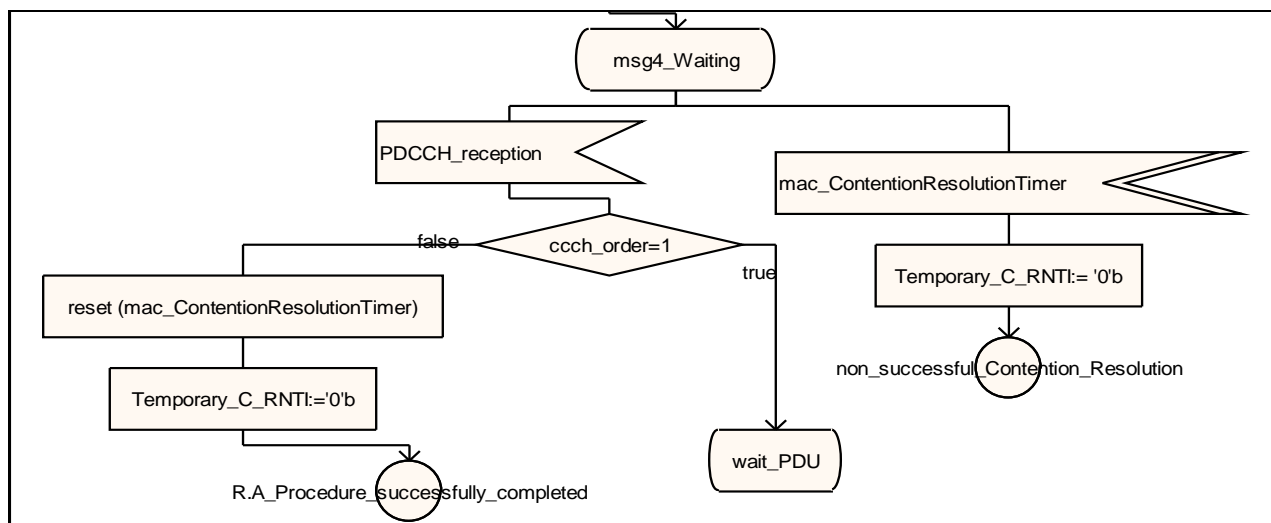 msg4_Waiting
PDCCH_reception
mac_ContentionResolutionTimer
false
ccch_order=1
true
Temporary_C_RNTI:= '0'b
reset (mac_ContentionResolutionTimer)
non_successful_Contention_Resolution
Temporary_C_RNTI:='0'b
wait_PDU
R.A_Procedure_successfully_completed